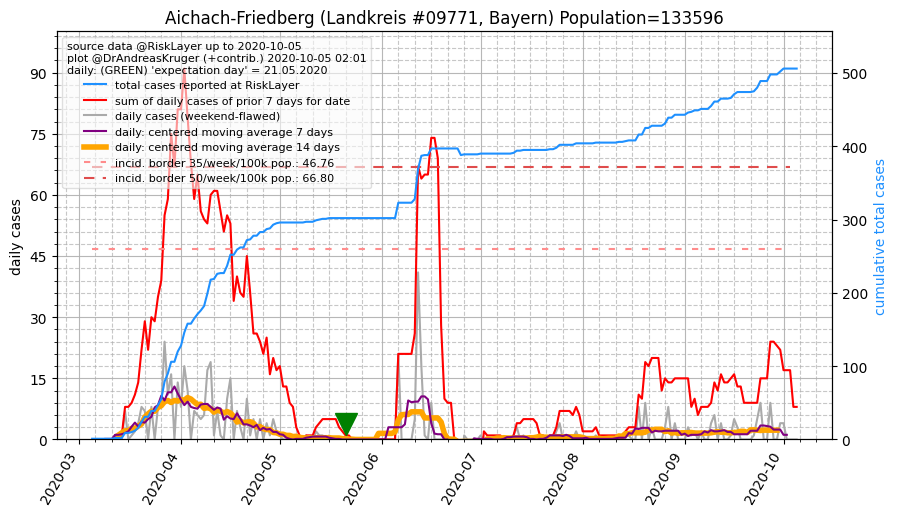 Aichach-Friedberg (Landkreis #09771, Bayern) Population=133596
source data @RiskLayer up to 2020-10-05
plot @DrAndreasKruger (+contrib.) 2020-10-05 02:01
daily: (GREEN) 'expectation day' = 21.05.2020
total cases reported at RiskLayer
sum of daily cases of prior 7 days for date
daily cases (weekend-flawed)
daily: centered moving average 7 days
daily: centered moving average 14 days
incid. border 35/week/100k pop.: 46.76
incid. border 50/week/100k pop.: 66.80
daily cases
90
75
60
45
30
15
0
cumulative total cases
500
400
300
200
100
0
2020-03
2020-04
2020-05
2020-06
2020-07
2020-08
2020-09
2020-10